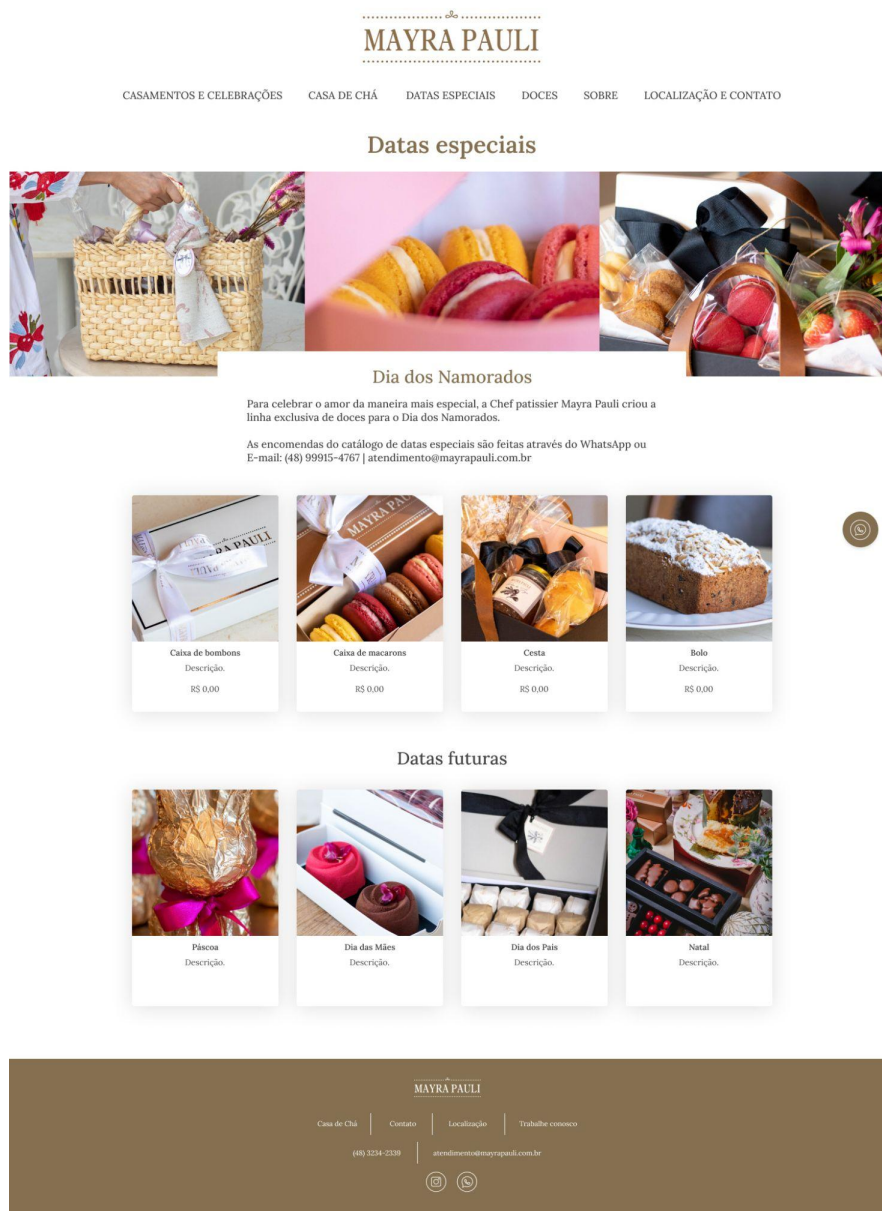 MAYRA PAULI
CASAMENTOS E CELEBRAÇÕES CASA DE CHÁ DATAS ESPECIAIS DOCES SOBRE LOCALIZAÇÃO E CONTATO
Datas especiais
Dia dos Namorados
Para celebrar o amor da maneira mais especial, a Chef patissier Mayra Pauli criou a
linha exclusiva de doces para o Dia dos Namorados.
As encomendas do catálogo de datas especiais são feitas através do WhatsApp ou
E-mail: (48) 99915-4767 | atendimento@mayrapauli.com.br
PAULI
MAYRA PAU
Caixa de bombons Caixa de macarons Cesta Bolo
Descrição. Descrição. Descrição. Descrição.
R$ 0,00 R$ 0,00 R$ 0,00 R$ 0,00
Datas futuras
Páscoa Dia das Mães Dia dos Pais Natal
Descrição. Descrição. Descrição. Descrição.
MAYRA PAULI
Casa de Chá Contato Localização Trabalhe conosco
(48) 3234-2339 atendimento@mayrapauli.com.br